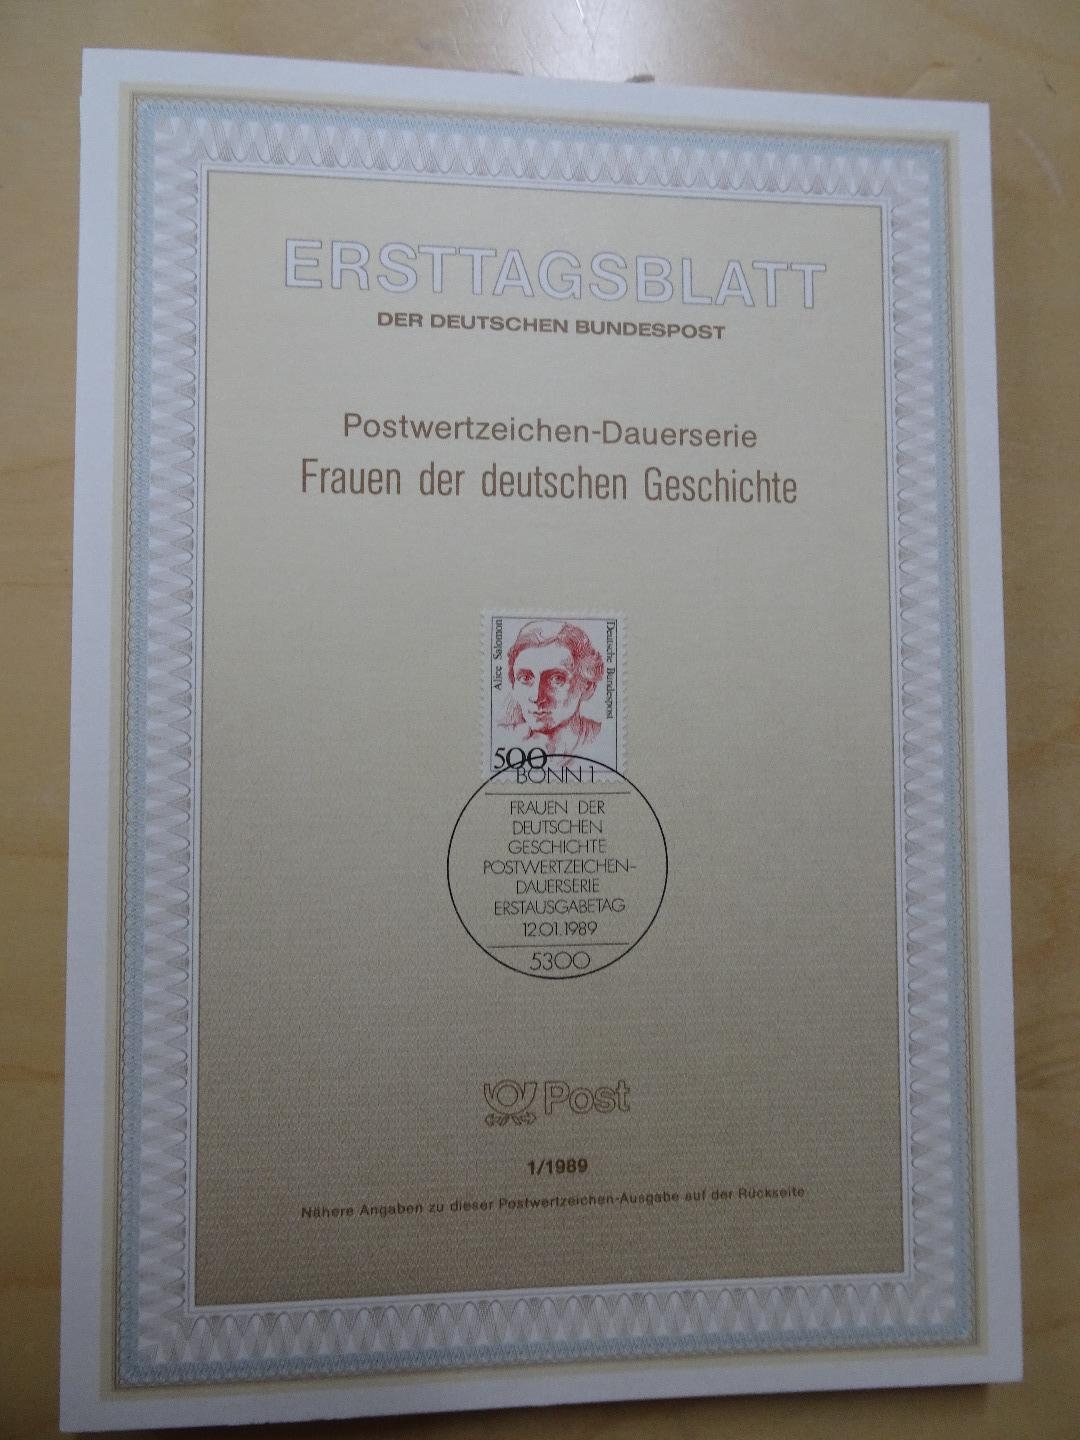 ERSTTAGSBLATT
DER DEUTSCHEN BUNDESPOST
Postwertzeichen-Dauerserie
Frauen der deutschen Geschichte
Alice Salomon
Deutsche Bundespost
500
BONN 1
FRAUEN DER
DEUTSCHEN
GESCHICHTE
POSTWERTZEICHEN-
DAUERSERIE
ERSTAUSGABETAG
12.01.1989
5300
Post
1/1989
Nähere Angaben zu dieser Postwertzeichen-Ausgabe auf der Rückseite